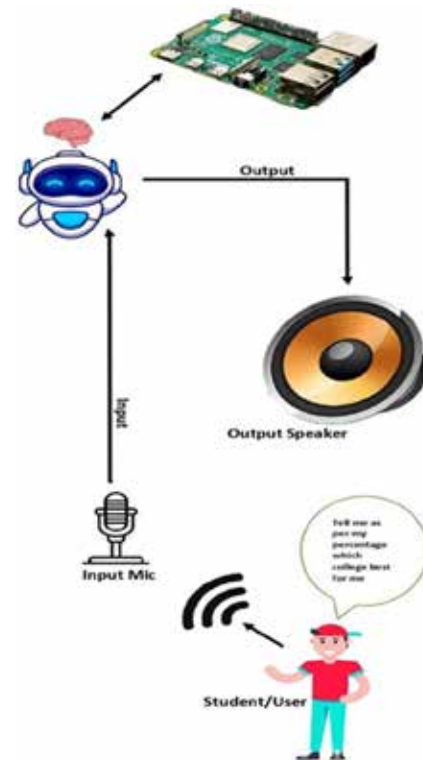 Output
Output Speaker
Input
Input Mic
Tell me as
per my
percentage
which
college best
for me
Student/User